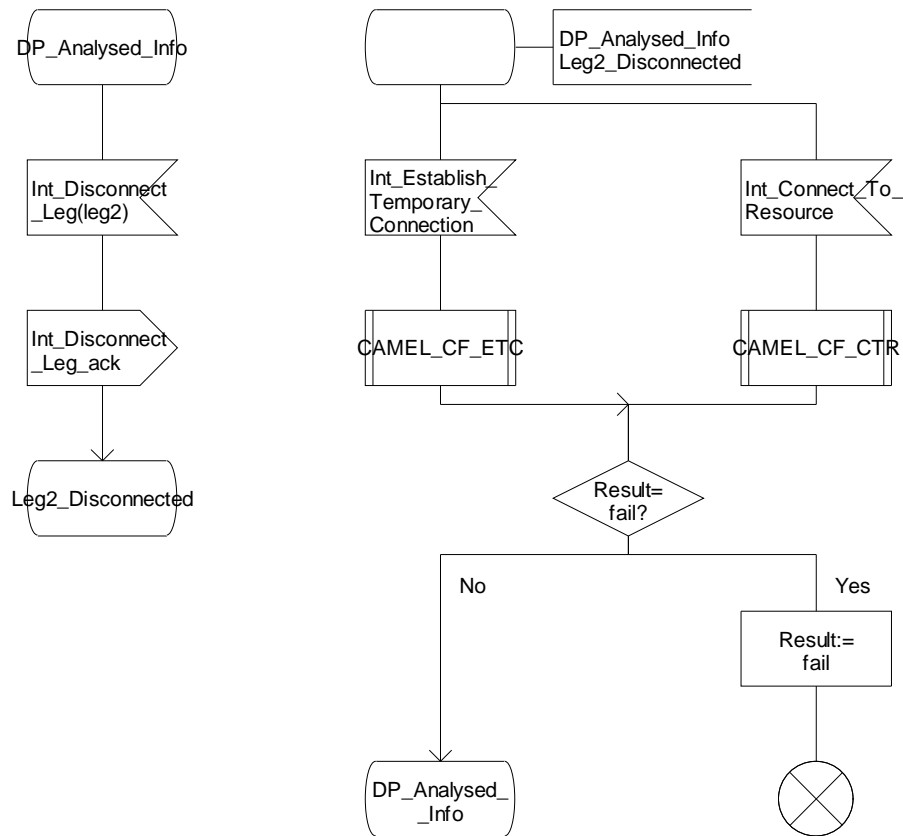 DP_Analysed_Info
DP_Analysed_Info
Leg2_Disconnected
Int_Disconnect
_Leg(leg2)
Int_Establish_
Temporary_
Connection
Int_Connect_To_
Resource
Int_Disconnect
_Leg_ack
CAMEL_CF_ETC
CAMEL_CF_CTR
Leg2_Disconnected
Result=
fail?
No
Yes
Result:=
fail
DP_Analysed_
_Info